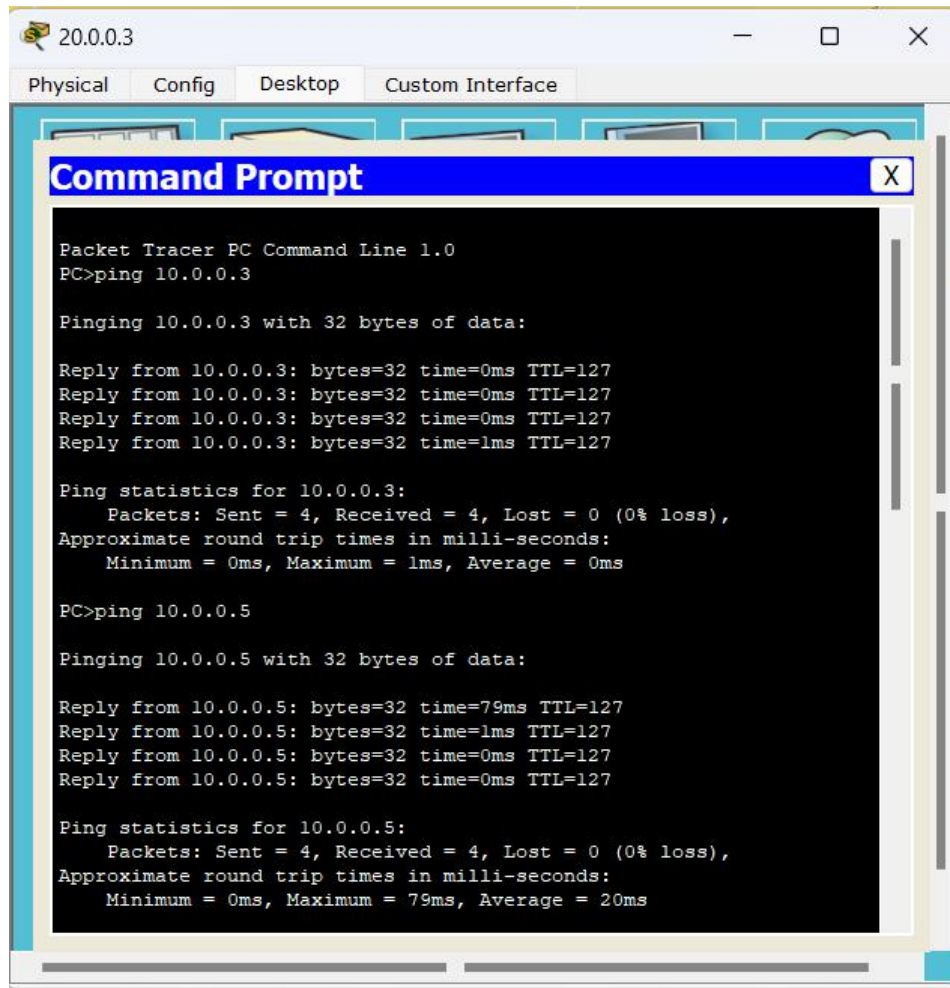 20.0.0.3
Physical Config Desktop Custom Interface
Command Prompt
X
Packet Tracer PC Command Line 1.0
PC>ping 10.0.0.3
Pinging 10.0.0.3 with 32 bytes of data:
Reply from 10.0.0.3: bytes=32 time=0ms TTL=127
Reply from 10.0.0.3: bytes=32 time=0ms TTL=127
Reply from 10.0.0.3: bytes=32 time=0ms TTL=127
Reply from 10.0.0.3: bytes=32 time=1ms TTL=127
Ping statistics for 10.0.0.3:
Packets: Sent = 4, Received = 4, Lost = 0 (0% loss),
Approximate round trip times in milli-seconds:
Minimum = 0ms, Maximum = 1ms, Average = 0ms
PC>ping 10.0.0.5
Pinging 10.0.0.5 with 32 bytes of data:
Reply from 10.0.0.5: bytes=32 time=79ms TTL=127
Reply from 10.0.0.5: bytes=32 time=1ms TTL=127
Reply from 10.0.0.5: bytes=32 time=0ms TTL=127
Reply from 10.0.0.5: bytes=32 time=0ms TTL=127
Ping statistics for 10.0.0.5:
Packets: Sent = 4, Received = 4, Lost = 0 (0% loss),
Approximate round trip times in milli-seconds:
Minimum = 0ms, Maximum = 79ms, Average = 20ms